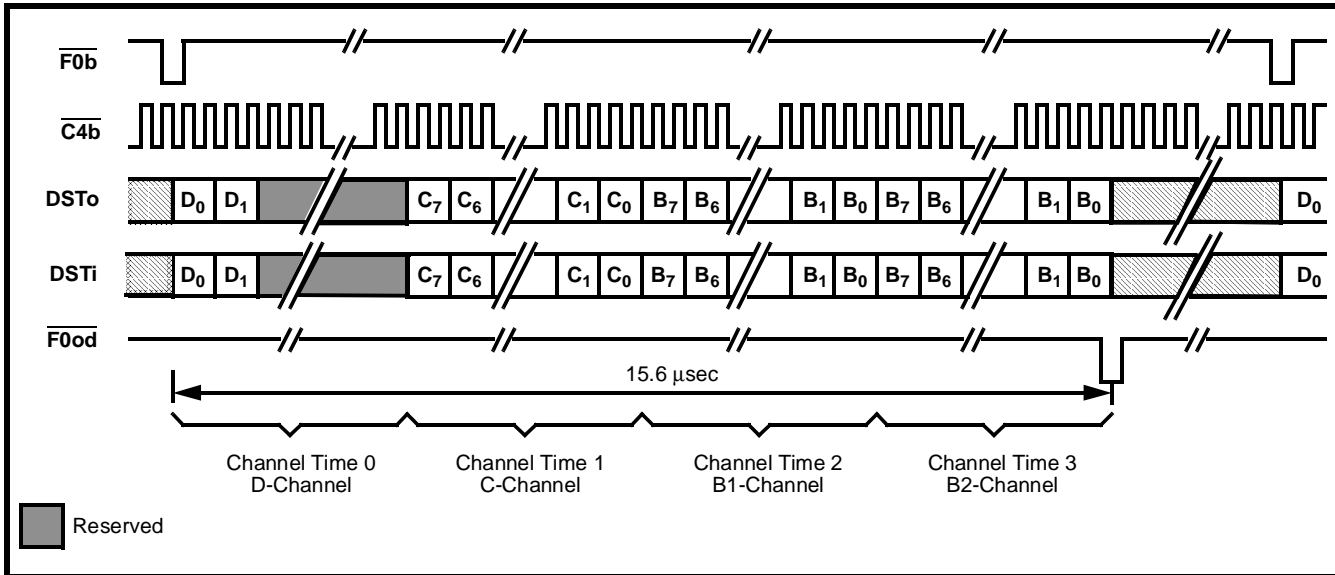 F0b
C4b
DSTo D0 D1 C7 C6 C1 C0 B7 B6 B1 B0 B7 B6 B1 B0 D0
DSTi D0 D1 C7 C6 C1 C0 B7 B6 B1 B0 B7 B6 B1 B0 D0
F0od
15.6 μsec
Channel Time 0 Channel Time 1 Channel Time 2 Channel Time 3
D-Channel C-Channel B1-Channel B2-Channel
Reserved